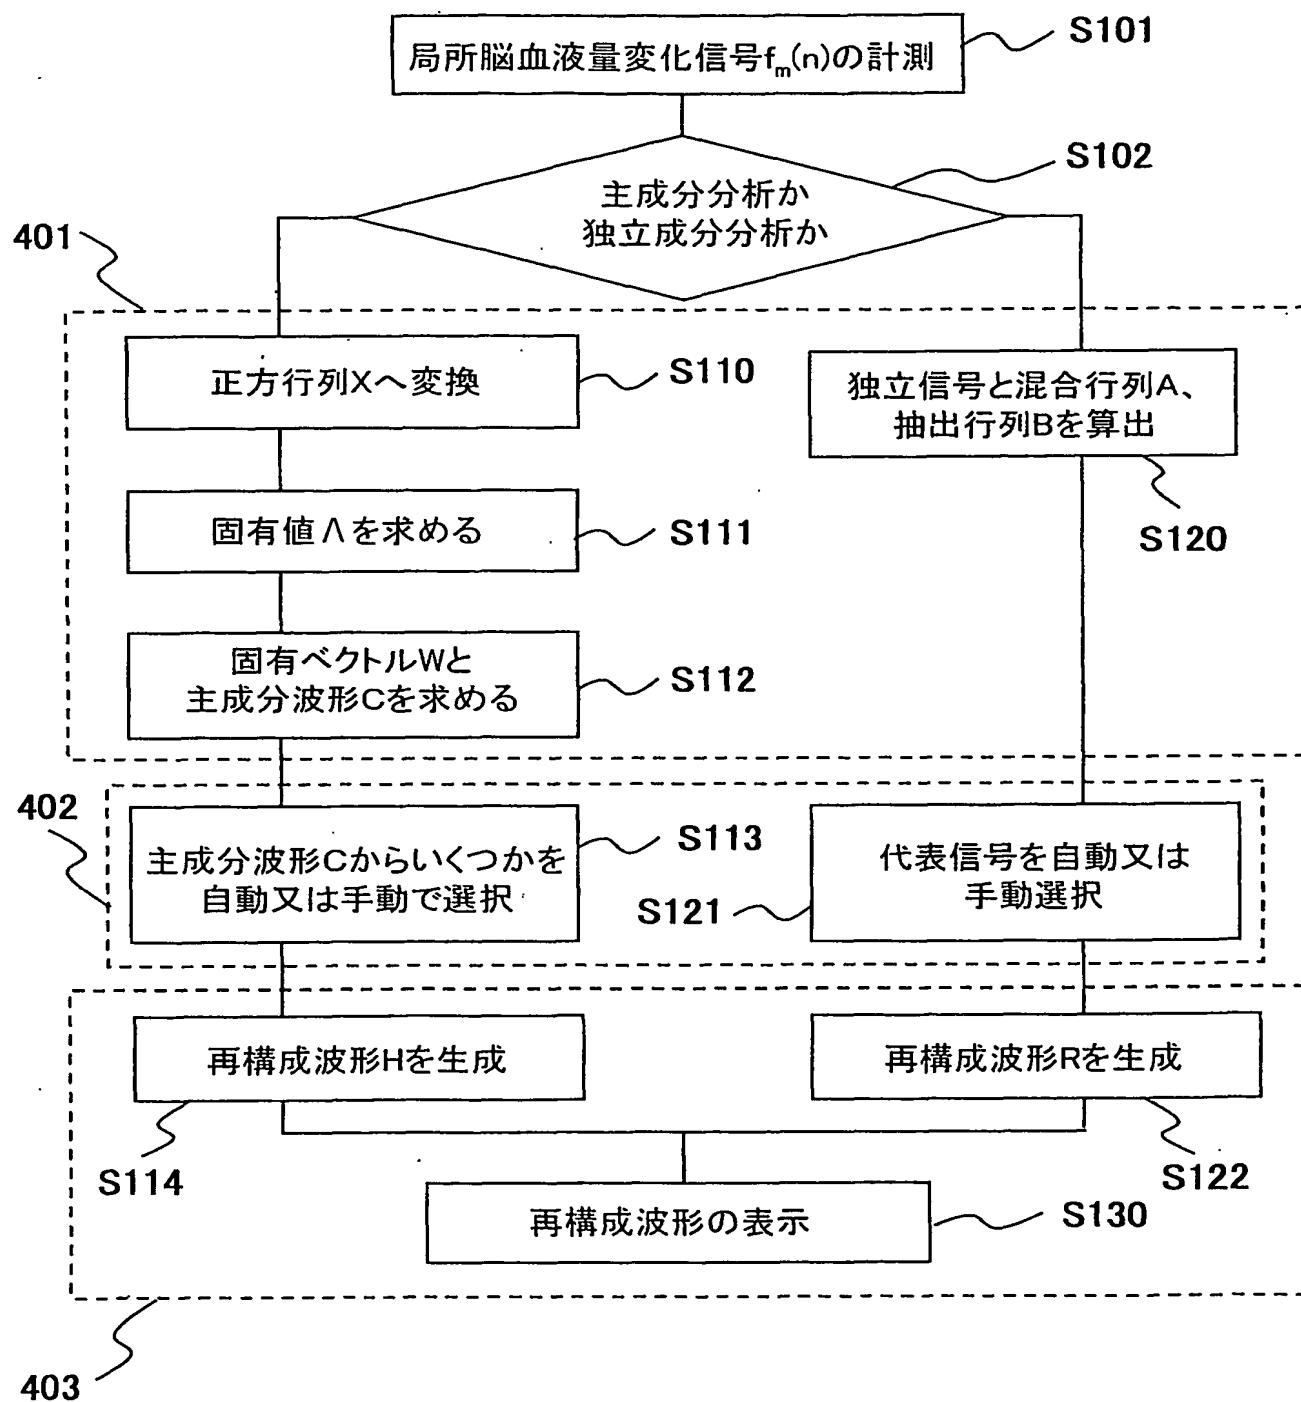 局所脳血液量変化信号fm(n)の計測
S101
S102
主成分分析か
独立成分分析か
401
正方行列Xへ変換
S110
独立信号と混合行列A、
抽出行列Bを算出
S120
固有値Λを求める
S111
固有ベクトルWと
主成分波形Cを求める
S112
402
主成分波形Cからいくつかを
自動又は手動で選択
S113
S121
代表信号を自動又は
手動選択
再構成波形Hを生成
S114
再構成波形Rを生成
S122
再構成波形の表示
S130
403